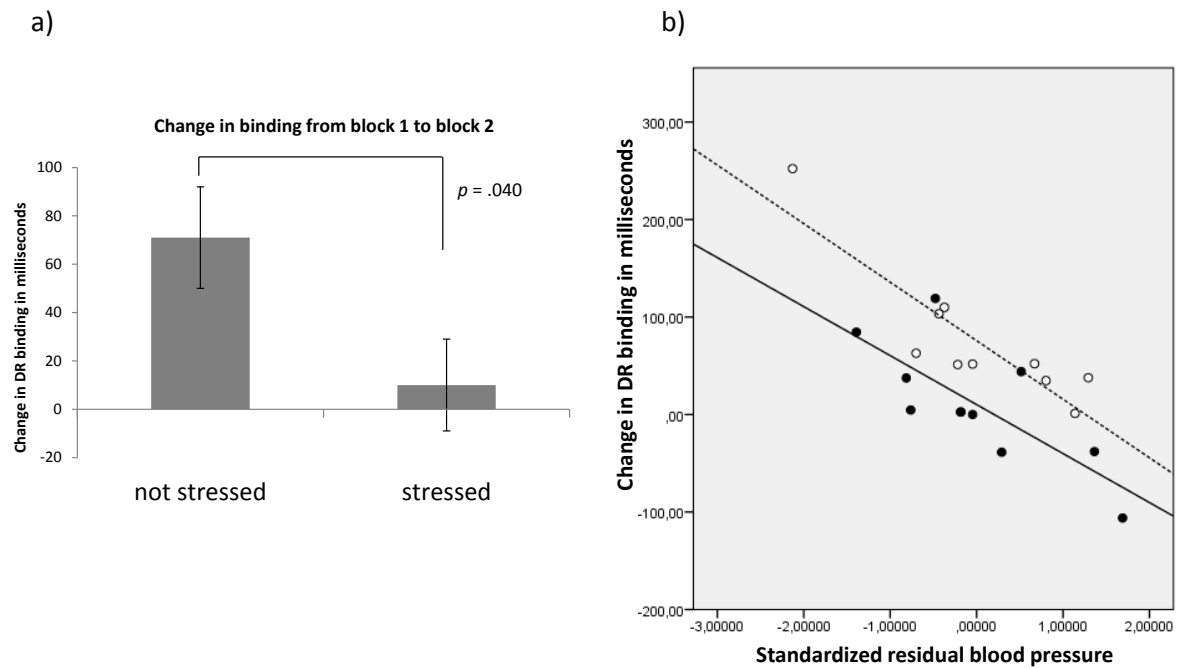 a)
Change in binding from block 1 to block 2
Change in DR binding in milliseconds
100
80
60
40
20
0
-20
p = .040
not stressed
stressed
b)
Change in DR binding in milliseconds
300,00
200,00
100,00
,00
-100,00
-200,00
-3,00000 -2,00000 -1,00000 ,00000 1,00000 2,00000
Standardized residual blood pressure